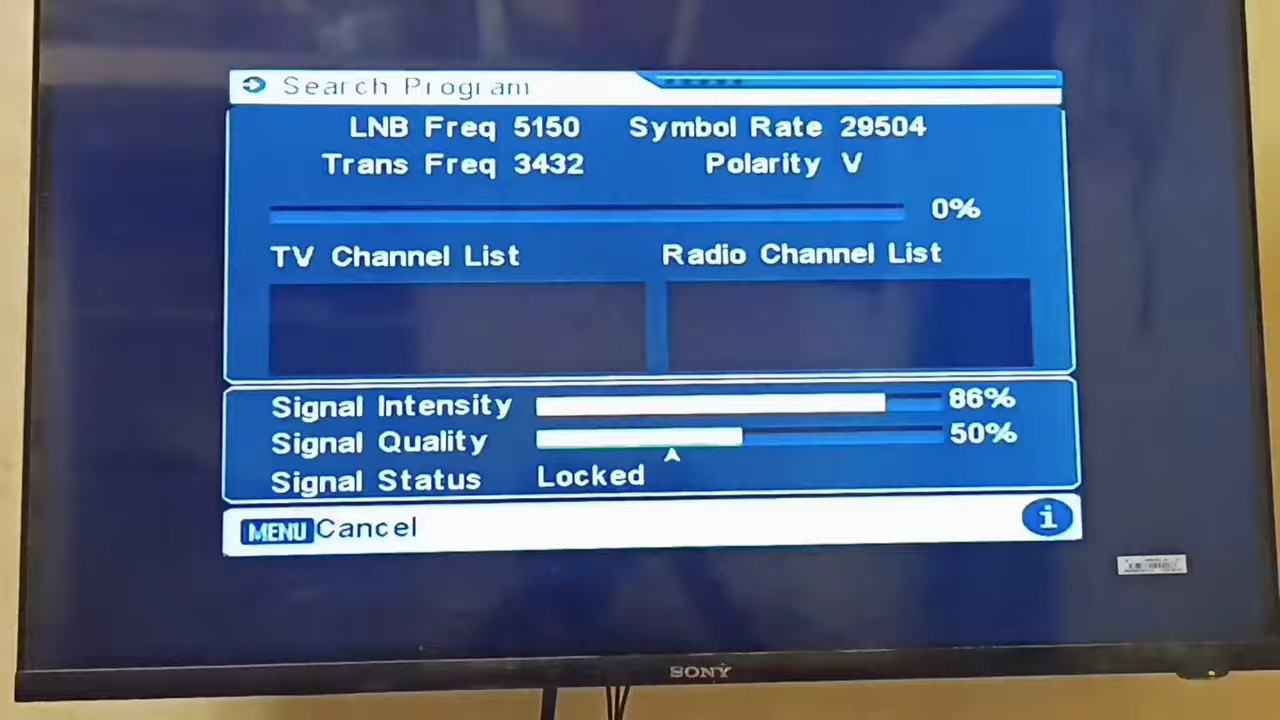 Search Program
LNB Freq 5150 Symbol Rate 29504
Trans Freq 3432 Polarity V
0%
TV Channel List Radio Channel List
Signal Intensity 86%
Signal Quality 50%
Signal Status Locked
MENU Cancel i
SONY